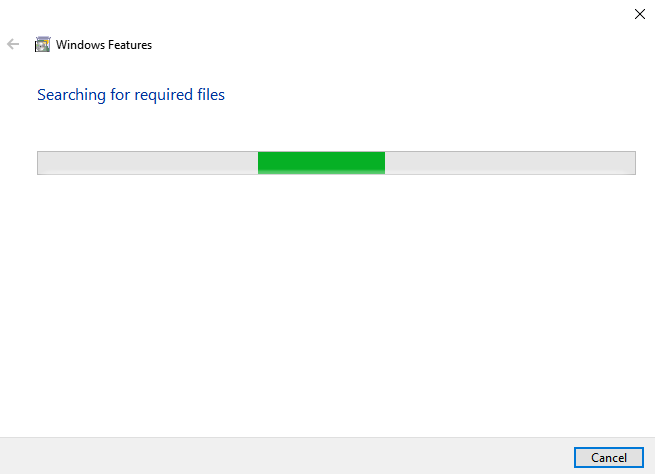 Windows Features
Searching for required files
Cancel